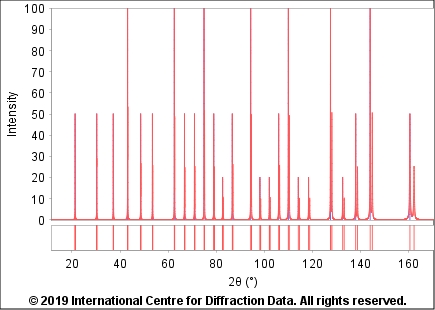 100
90
80
70
60
50
40
30
20
10
0
Intensity
20 40 60 80 100 120 140 160
2θ (°)
© 2019 International Centre for Diffraction Data. All rights reserved.